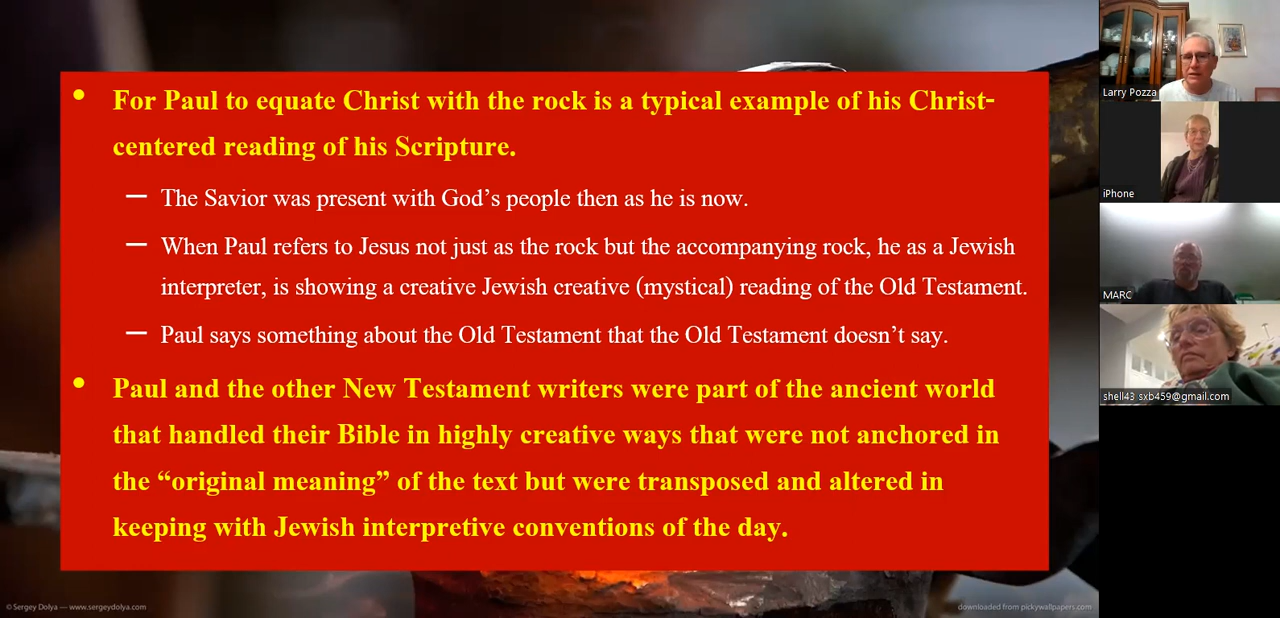 • For Paul to equate Christ with the rock is a typical example of his Christ-
centered reading of his Scripture.
— The Savior was present with God’s people then as he is now.
— When Paul refers to Jesus not just as the rock but the accompanying rock, he as a Jewish
interpreter, is showing a creative Jewish creative (mystical) reading of the Old Testament.
— Paul says something about the Old Testament that the Old Testament doesn’t say.
• Paul and the other New Testament writers were part of the ancient world
that handled their Bible in highly creative ways that were not anchored in
the “original meaning” of the text but were transposed and altered in
keeping with Jewish interpretive conventions of the day.
© Sergey Dolya — www.sergeydolya.com
downloaded from pickywallpapers.com
Larry Pozza
iPhone
MARC
shell43 sxb459@gmail.com